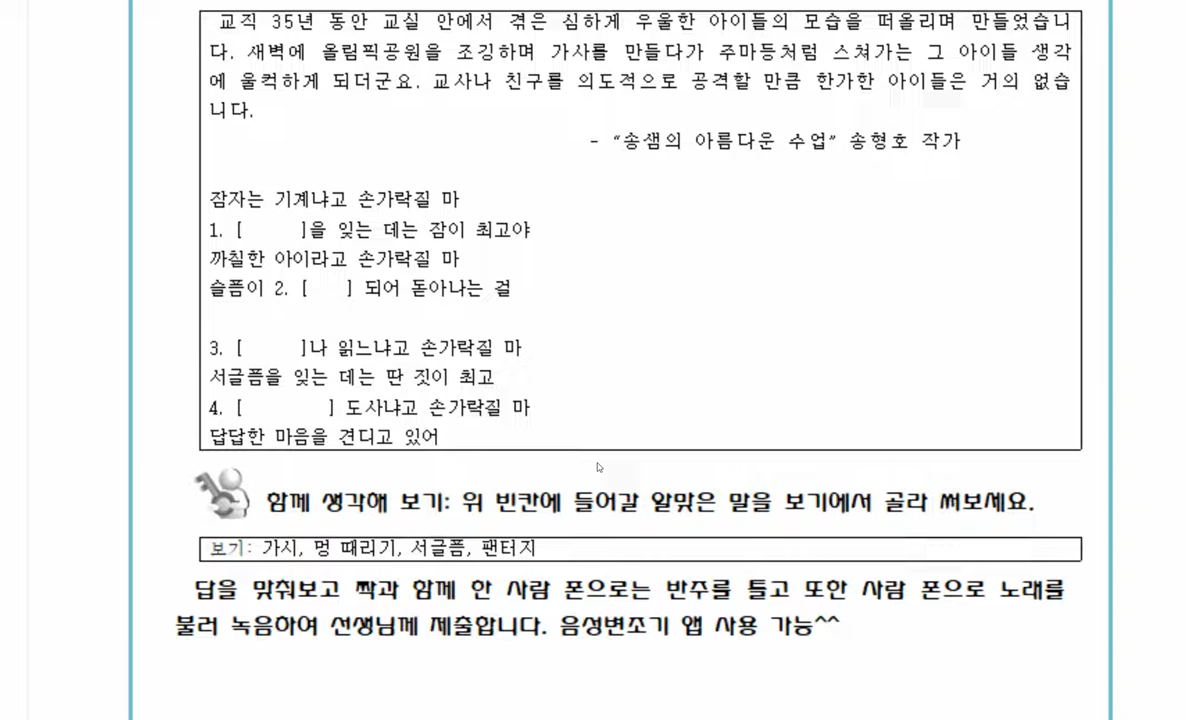 교직 35년 동안 교실 안에서 겪은 심하게 우울한 아이들의 모습을 떠올리며 만들었습니
다. 새벽에 올림픽공원을 조깅하며 가사를 만들다가 주마등처럼 스쳐가는 그 아이들 생각
에 울컥하게 되더군요. 교사나 친구를 의도적으로 공격할 만큼 한가한 아이들은 거의 없습
니다.
- "송샘의 아름다운 수업" 송형호 작가
잠자는 기계냐고 손가락질 마
1. [     ]을 잊는 데는 잠이 최고야
까칠한 아이라고 손가락질 마
슬픔이 2. [   ] 되어 돋아나는 걸
3. [     ]나 읽느냐고 손가락질 마
서글픔을 잊는 데는 딴 짓이 최고
4. [       ] 도사냐고 손가락질 마
답답한 마음을 견디고 있어
함께 생각해 보기: 위 빈칸에 들어갈 알맞은 말을 보기에서 골라 써보세요.
보기: 가시, 멍 때리기, 서글픔, 팬터지
답을 맞춰보고 짝과 함께 한 사람 폰으로는 반주를 틀고 또한 사람 폰으로 노래를
불러 녹음하여 선생님께 제출합니다. 음성변조기 앱 사용 가능^^